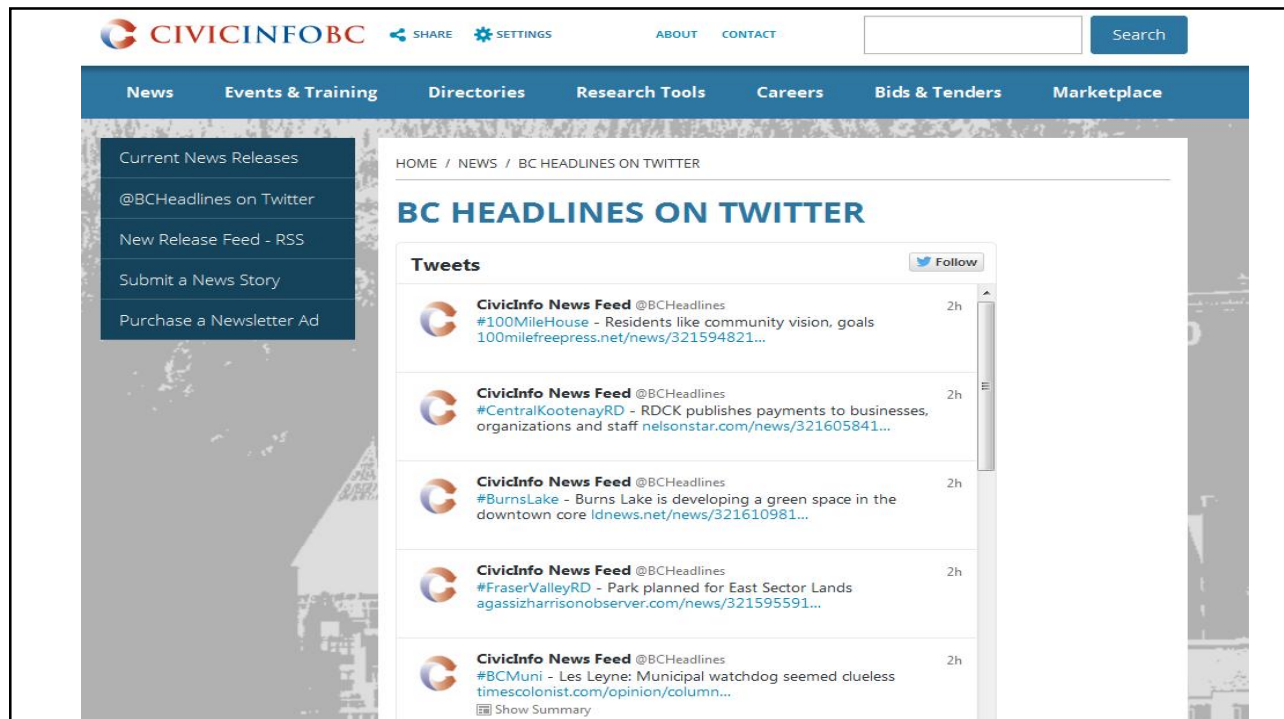 CIVICINFOBC SHARE SETTINGS ABOUT CONTACT Search
News Events & Training Directories Research Tools Careers Bids & Tenders Marketplace
Current News Releases
@BCHeadlines on Twitter
New Release Feed - RSS
Submit a News Story
Purchase a Newsletter Ad
HOME / NEWS / BC HEADLINES ON TWITTER
BC HEADLINES ON TWITTER
Tweets Follow
CivicInfo News Feed @BCHeadlines 2h
#100MileHouse - Residents like community vision, goals
100milefreepress.net/news/321594821...
CivicInfo News Feed @BCHeadlines 2h
#CentralKootenayRD - RDCK publishes payments to businesses,
organizations and staff nelsonstar.com/news/321605841...
CivicInfo News Feed @BCHeadlines 2h
#BurnsLake - Burns Lake is developing a green space in the
downtown core ldnews.net/news/321610981...
CivicInfo News Feed @BCHeadlines 2h
#FraserValleyRD - Park planned for East Sector Lands
agassizharrisonobserver.com/news/321595591...
CivicInfo News Feed @BCHeadlines 2h
#BCMuni - Les Leyne: Municipal watchdog seemed clueless
timescolonist.com/opinion/column...
Show Summary